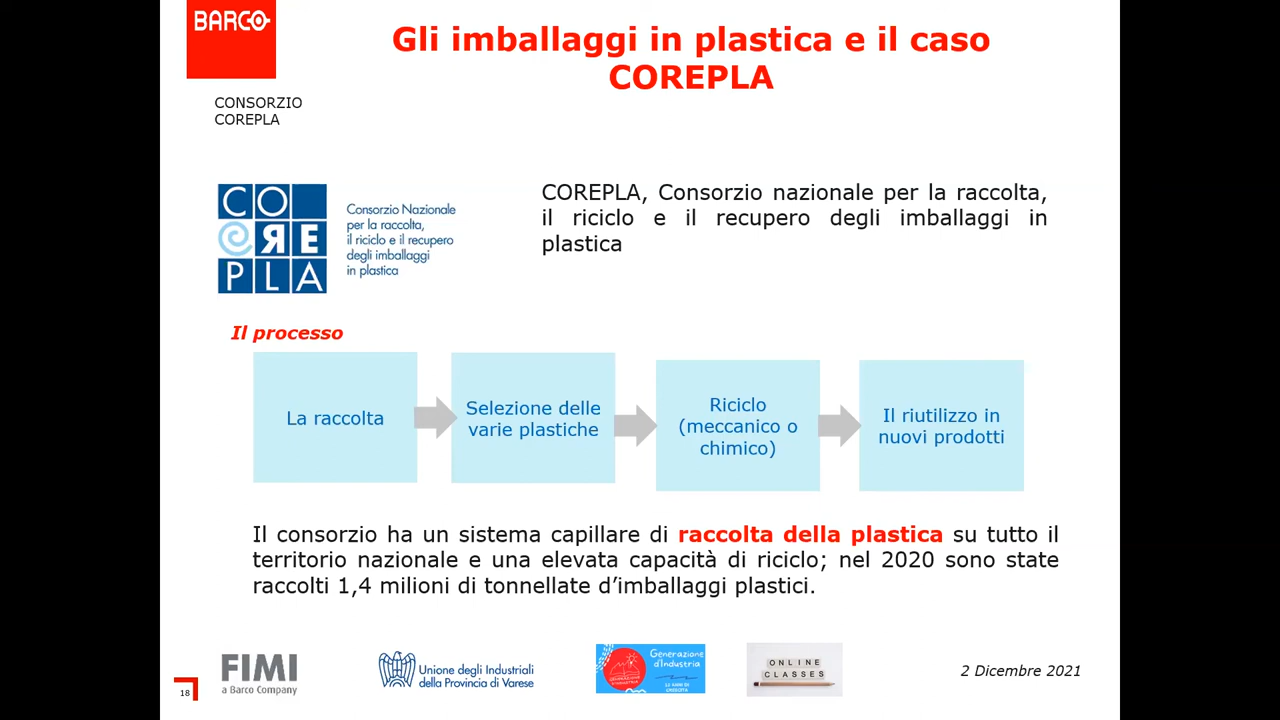 BARCO
Gli imballaggi in plastica e il caso
COREPLA
CONSORZIO
COREPLA
CO
RE
PLA
Consorzio Nazionale
per la raccolta,
il riciclo e il recupero
degli imballaggi
in plastica
COREPLA, Consorzio nazionale per la raccolta,
il riciclo e il recupero degli imballaggi in
plastica
Il processo
La raccolta
Selezione delle
varie plastiche
Riciclo
(meccanico o
chimico)
Il riutilizzo in
nuovi prodotti
Il consorzio ha un sistema capillare di raccolta della plastica su tutto il
territorio nazionale e una elevata capacità di riciclo; nel 2020 sono state
raccolti 1,4 milioni di tonnellate d’imballaggi plastici.
18
FIMI
a Barco Company
Unione degli Industriali
della Provincia di Varese
Generazione
d'Industria
ONLINE
CLASSES
2 Dicembre 2021